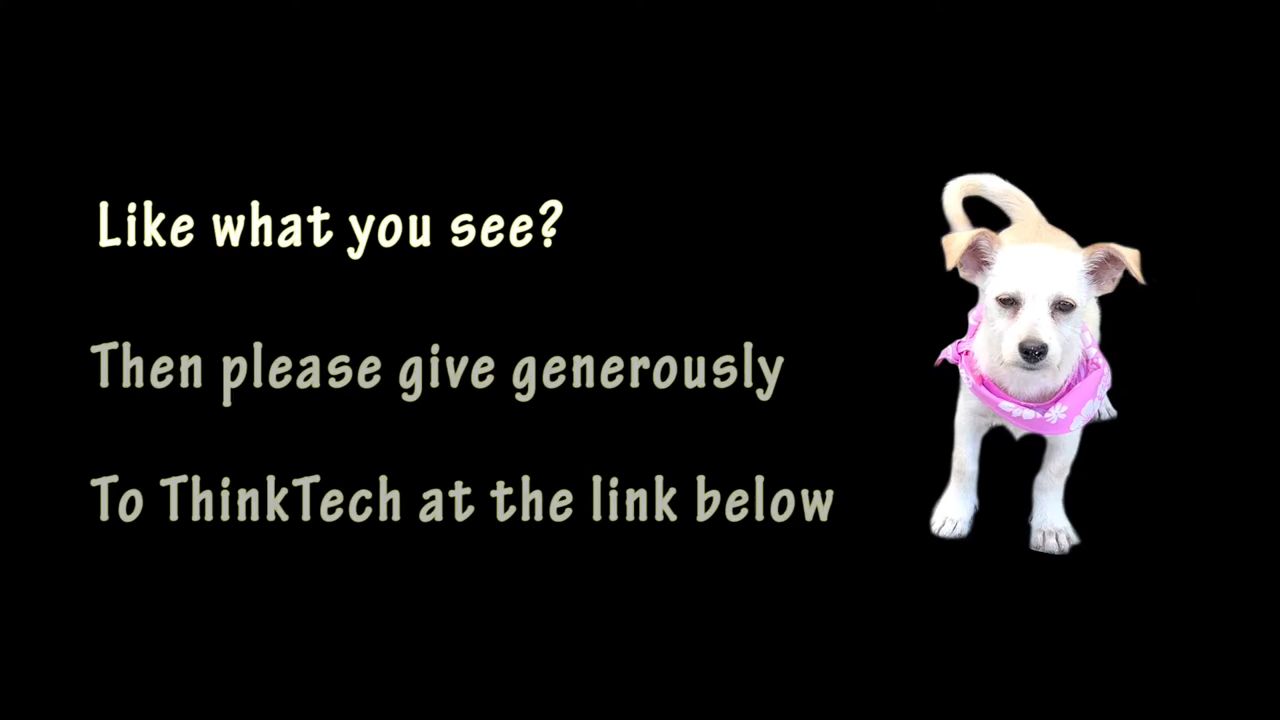 Like what you see?
Then please give generously
To ThinkTech at the link below